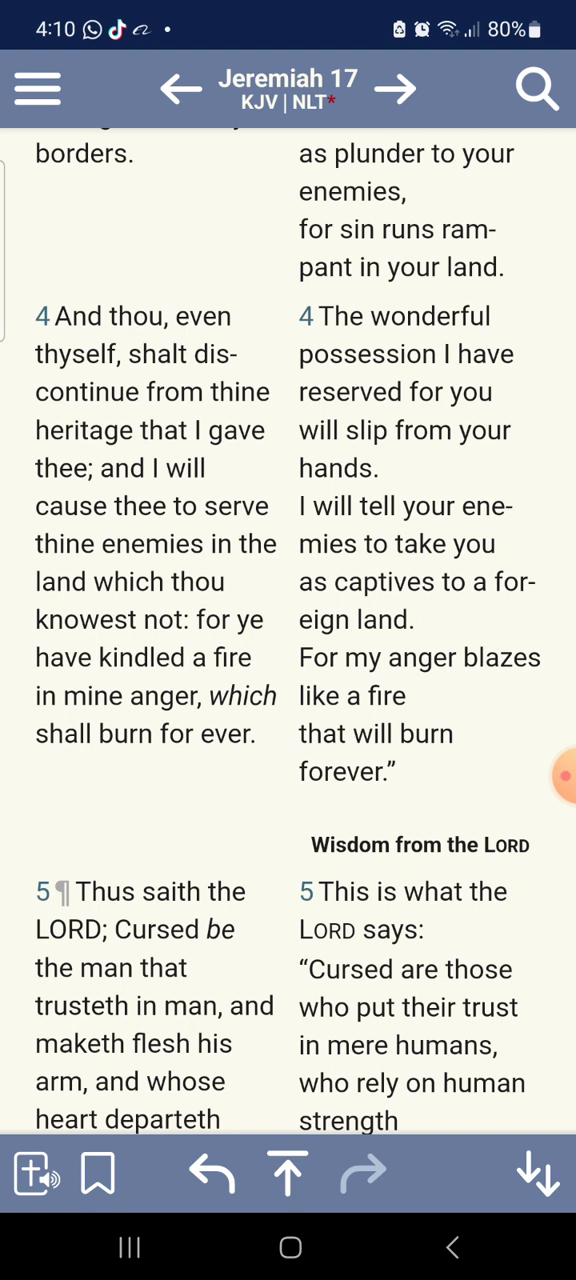 4:10
80%
Jeremiah 17
KJV | NLT*
borders.
as plunder to your
enemies,
for sin runs ram-
pant in your land.
4 And thou, even
thyself, shalt dis-
continue from thine
heritage that I gave
thee; and I will
cause thee to serve
thine enemies in the
land which thou
knowest not: for ye
have kindled a fire
in mine anger, which
shall burn for ever.
4 The wonderful
possession I have
reserved for you
will slip from your
hands.
I will tell your ene-
mies to take you
as captives to a for-
eign land.
For my anger blazes
like a fire
that will burn
forever.”
Wisdom from the LORD
5 ¶ Thus saith the
LORD; Cursed be
the man that
trusteth in man, and
maketh flesh his
arm, and whose
heart departeth
5 This is what the
LORD says:
“Cursed are those
who put their trust
in mere humans,
who rely on human
strength